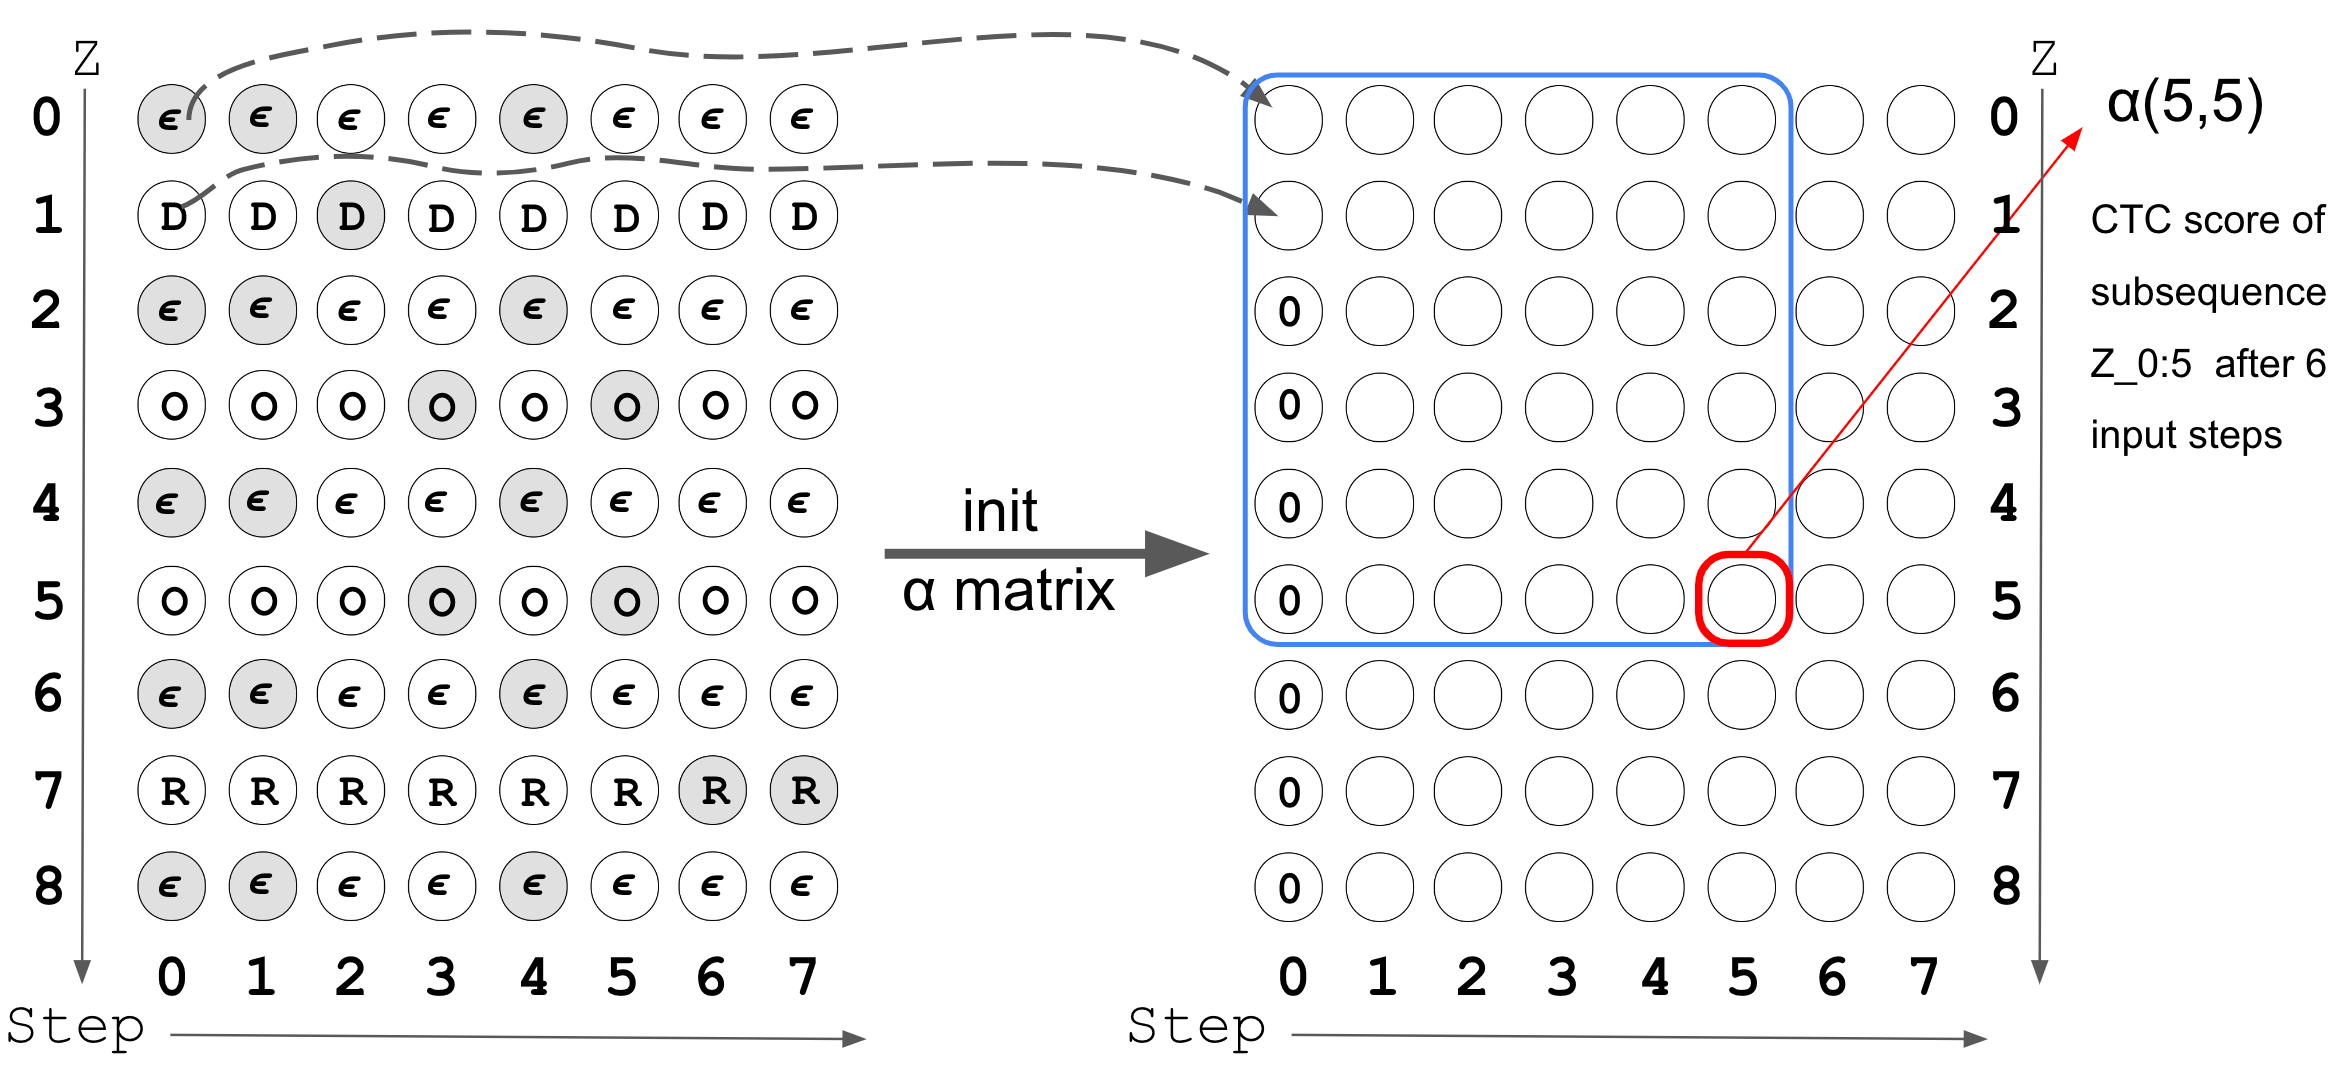 Z
0 ϵ ϵ ϵ ϵ ϵ ϵ ϵ ϵ
1 D D D D D D D D
2 ϵ ϵ ϵ ϵ ϵ ϵ ϵ ϵ
3 O O O O O O O O
4 ϵ ϵ ϵ ϵ ϵ ϵ ϵ ϵ
5 O O O O O O O O
6 ϵ ϵ ϵ ϵ ϵ ϵ ϵ ϵ
7 R R R R R R R R
8 ϵ ϵ ϵ ϵ ϵ ϵ ϵ ϵ
0 1 2 3 4 5 6 7
Step
init
α matrix
Z
0
1
0 2
0 3
0 4
0 5
0 6
0 7
0 8
0 1 2 3 4 5 6 7
Step
α(5,5)
CTC score of
subsequence
Z_0:5 after 6
input steps